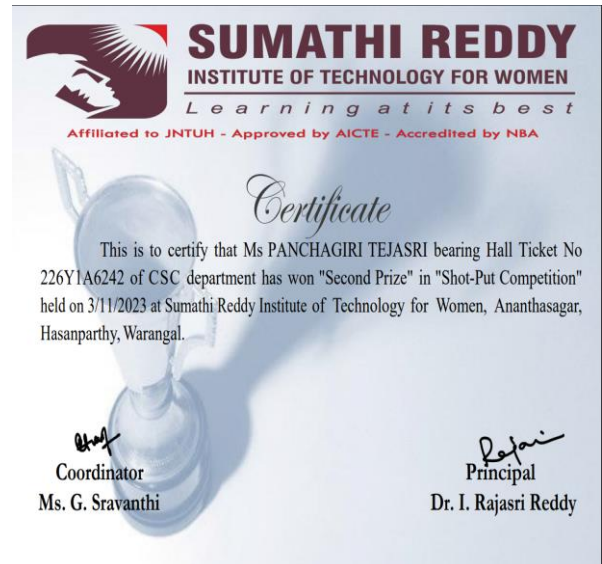 SUMATHI REDDY
INSTITUTE OF TECHNOLOGY FOR WOMEN
Learning at its best
Affiliated to JNTUH - Approved by AICTE - Accredited by NBA
Certificate
This is to certify that Ms PANCHAGIRI TEJASRI bearing Hall Ticket No
226Y1A6242 of CSC department has won "Second Prize" in "Shot-Put Competition"
held on 3/11/2023 at Sumathi Reddy Institute of Technology for Women, Ananthasagar,
Hasanparthy, Warangal.
Rajari
Coordinator Principal
Ms. G. Sravanthi Dr. I. Rajasri Reddy